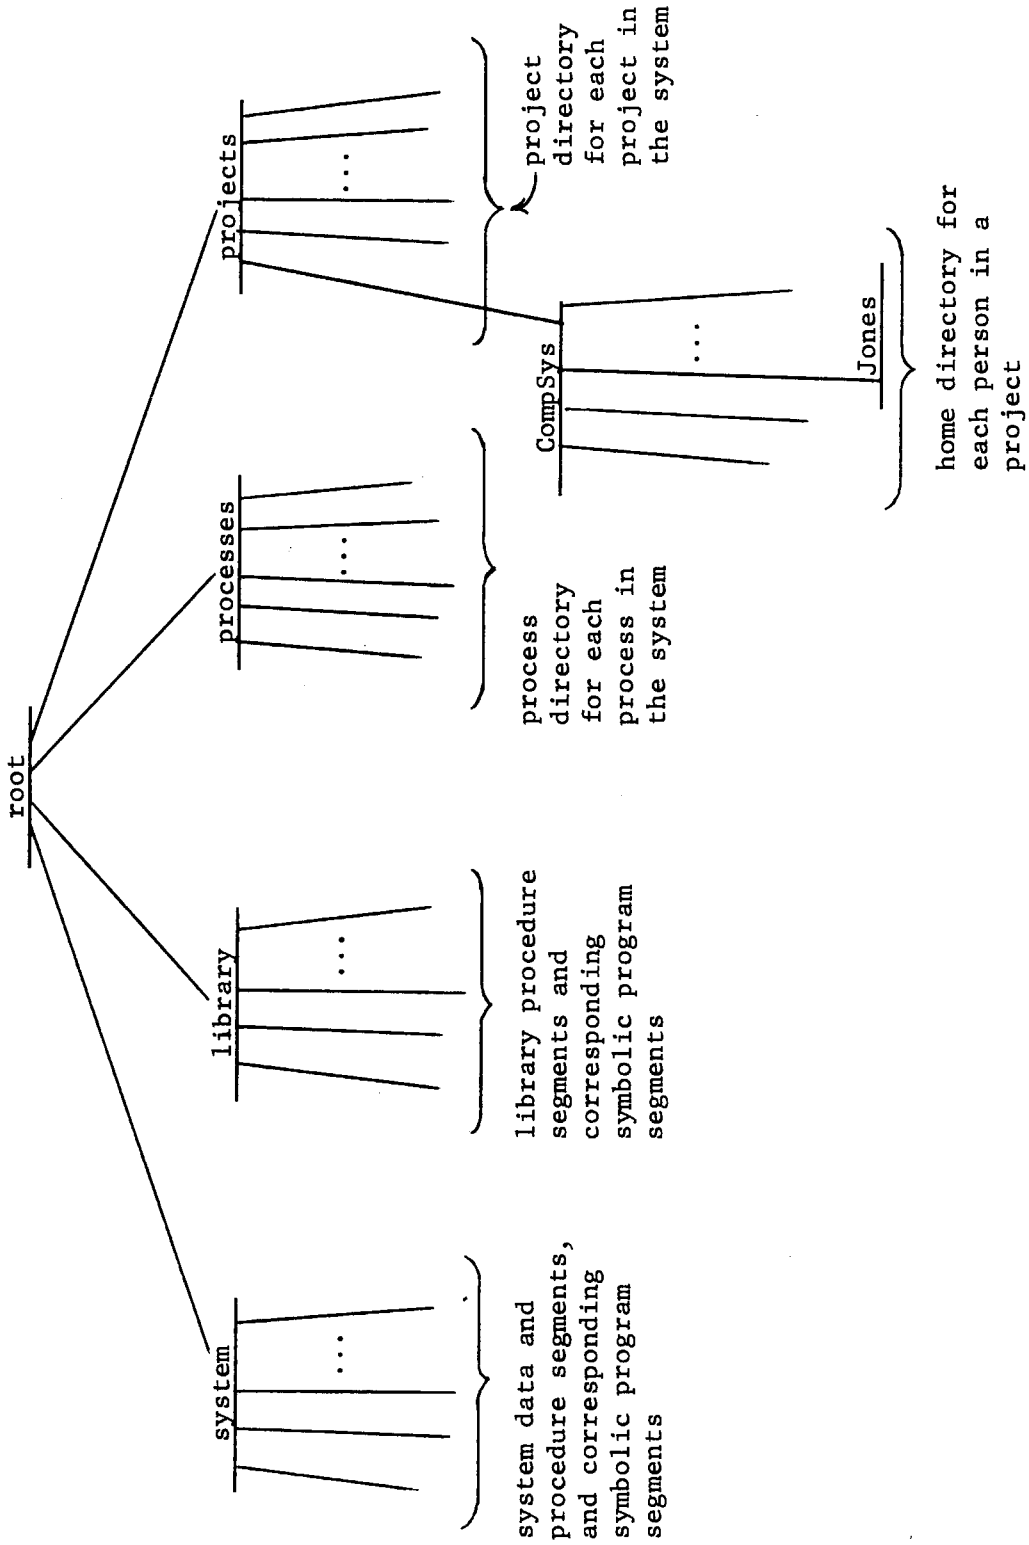 root
system
library
processes
projects
system data and
procedure segments,
and corresponding
symbolic program
segments
library procedure
segments and
corresponding
symbolic program
segments
process
directory
for each
process in
the system
project
directory
for each
project in
the system
CompSys
Jones
home directory for
each person in a
project